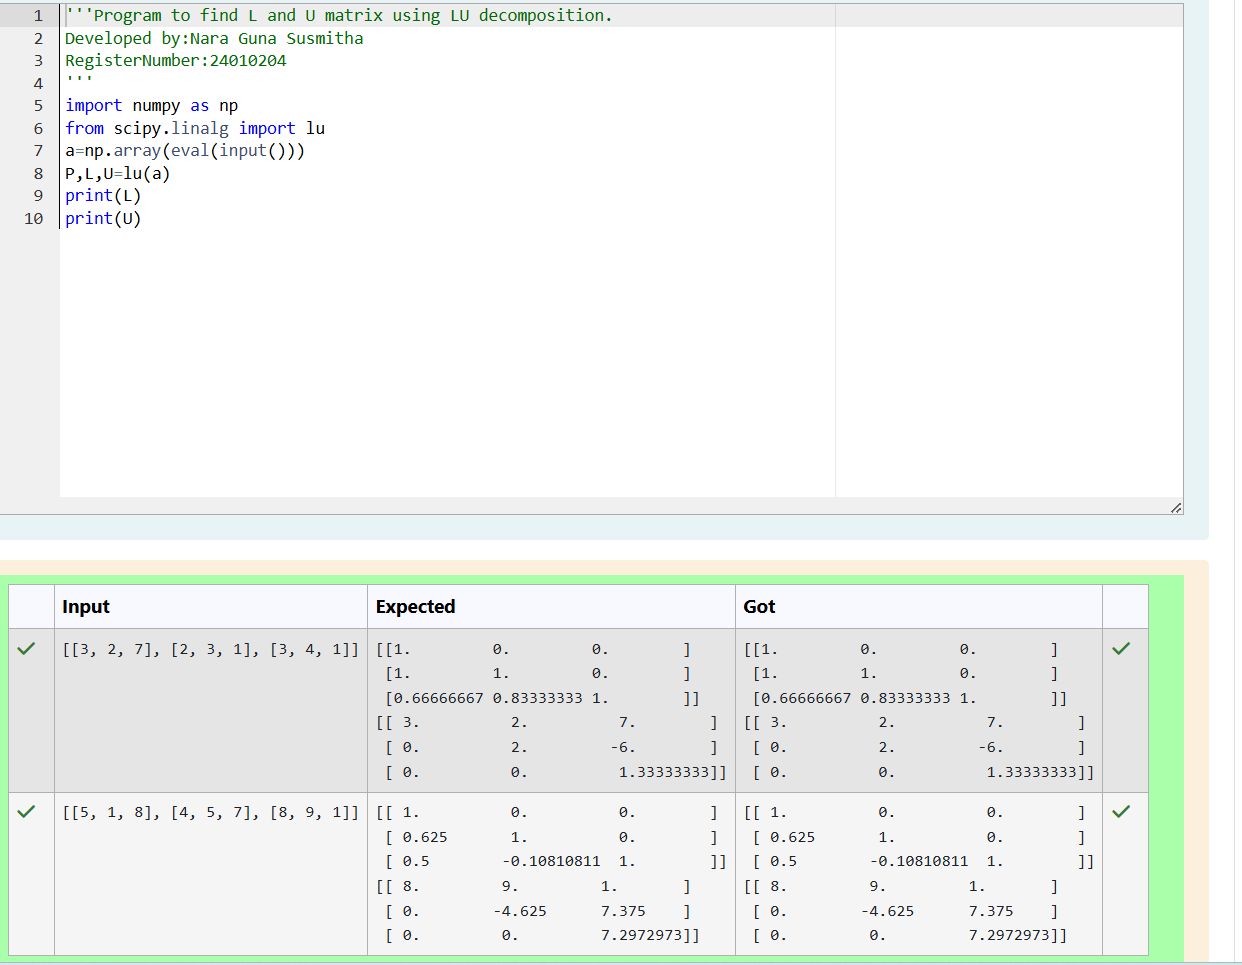 1 '''Program to find L and U matrix using LU decomposition.
2 Developed by:Nara Guna Susmitha
3 RegisterNumber:24010204
4 '''
5 import numpy as np
6 from scipy.linalg import lu
7 a=np.array(eval(input()))
8 P,L,U=lu(a)
9 print(L)
10 print(U)
Input Expected Got
[[3, 2, 7], [2, 3, 1], [3, 4, 1]] [[1. 0. 0. ] [[1. 0. 0. ]
[1. 1. 0. ] [1. 1. 0. ]
[0.66666667 0.83333333 1. ]] [0.66666667 0.83333333 1. ]]
[[ 3. 2. 7. ] [[ 3. 2. 7. ]
[ 0. 2. -6. ] [ 0. 2. -6. ]
[ 0. 0. 1.33333333]] [ 0. 0. 1.33333333]]
[[5, 1, 8], [4, 5, 7], [8, 9, 1]] [[ 1. 0. 0. ] [[ 1. 0. 0. ]
[ 0.625 1. 0. ] [ 0.625 1. 0. ]
[ 0.5 -0.10810811 1. ]] [ 0.5 -0.10810811 1. ]]
[[ 8. 9. 1. ] [[ 8. 9. 1. ]
[ 0. -4.625 7.375 ] [ 0. -4.625 7.375 ]
[ 0. 0. 7.2972973]] [ 0. 0. 7.2972973]]